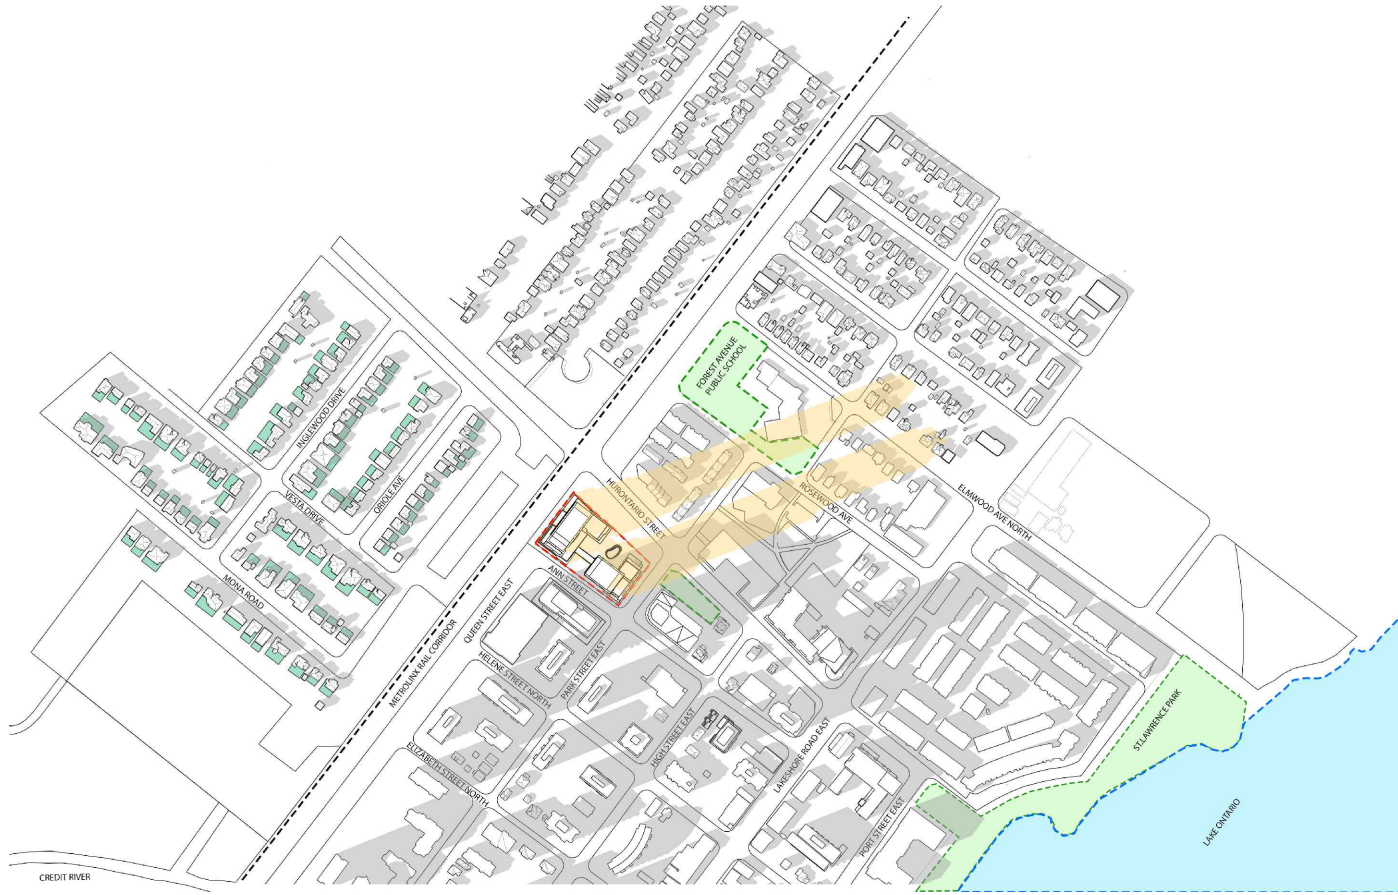 FOREST AVENUE
PUBLIC SCHOOL
INGLEWOOD DRIVE
ORIOLE AVE
VESTA DRIVE
HURONTARIO STREET
ROSEWOOD AVE
ELMWOOD AVE NORTH
MONA ROAD
ANN STREET
QUEEN STREET EAST
METROLINX RAIL CORRIDOR
HELENE STREET NORTH
PARK STREET EAST
HIGH STREET EAST
ELIZABETH STREET NORTH
LAKESHORE ROAD EAST
PORT STREET EAST
ST.LAWRENCE PARK
LAKE ONTARIO
CREDIT RIVER